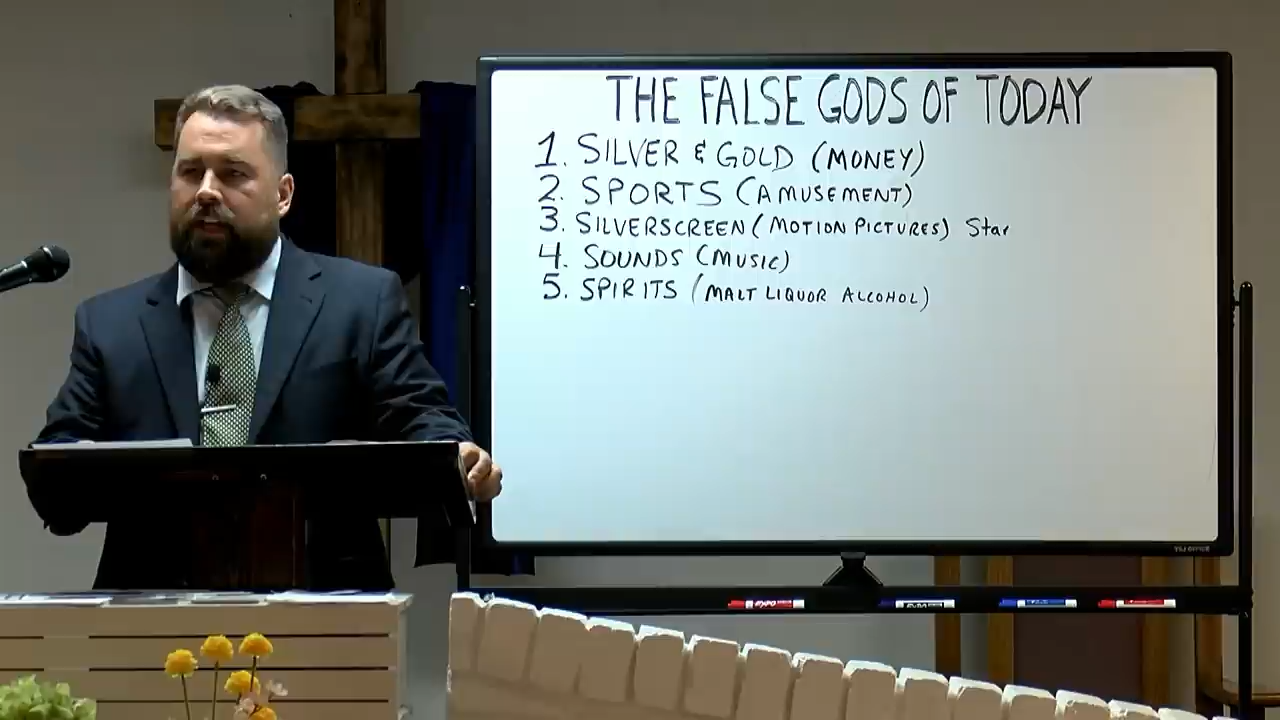 THE FALSE GODS OF TODAY
1. SILVER & GOLD (MONEY)
2. SPORTS (AMUSEMENT)
3. SILVERSCREEN (MOTION PICTURES) Star
4. SOUNDS (MUSIC)
5. SPIRITS (MALT LIQUOR ALCOHOL)
EXPO